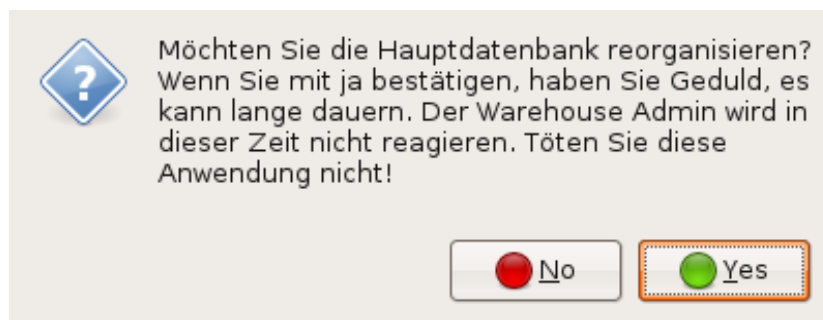 ?
Möchten Sie die Hauptdatenbank reorganisieren?
Wenn Sie mit ja bestätigen, haben Sie Geduld, es
kann lange dauern. Der Warehouse Admin wird in
dieser Zeit nicht reagieren. Töten Sie diese
Anwendung nicht!
No Yes